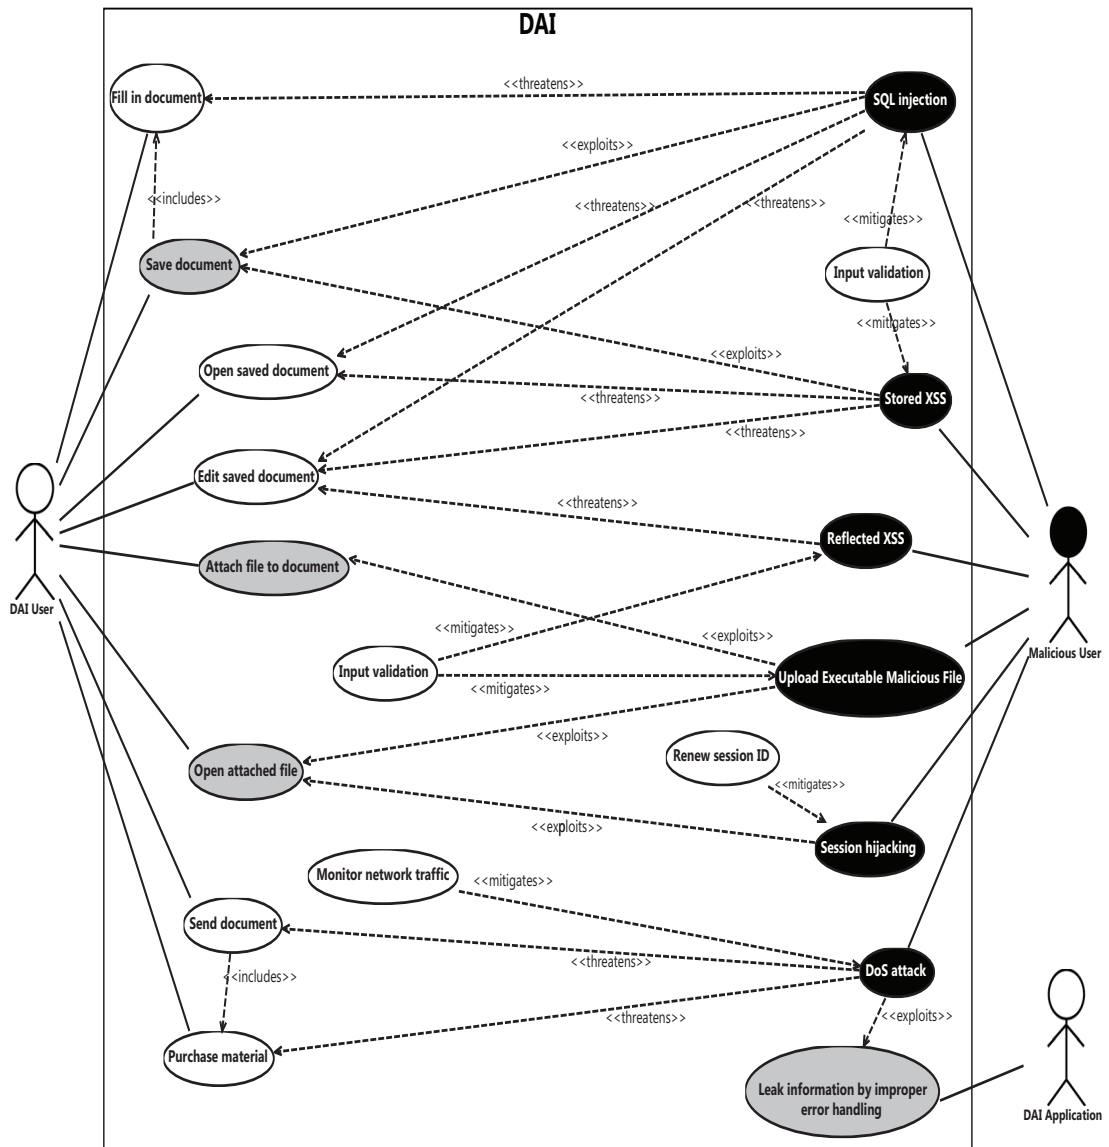 DAI
Fill in document
<<threatens>>
SQL injection
<<exploits>>
<<includes>>
<<threatens>>
<<threatens>>
<<mitigates>>
Save document
Input validation
<<mitigates>>
Open saved document
<<exploits>>
<<threatens>>
Stored XSS
<<threatens>>
Edit saved document
<<threatens>>
Reflected XSS
Attach file to document
DAI User
<<mitigates>>
<<exploits>>
Malicious User
Input validation
<<mitigates>>
Upload Executable Malicious File
<<exploits>>
Renew session ID
Open attached file
<<mitigates>>
<<exploits>>
Session hijacking
Monitor network traffic
<<mitigates>>
Send document
<<threatens>>
DoS attack
<<includes>>
<<threatens>>
<<exploits>>
Purchase material
Leak information by improper
error handling
DAI Application